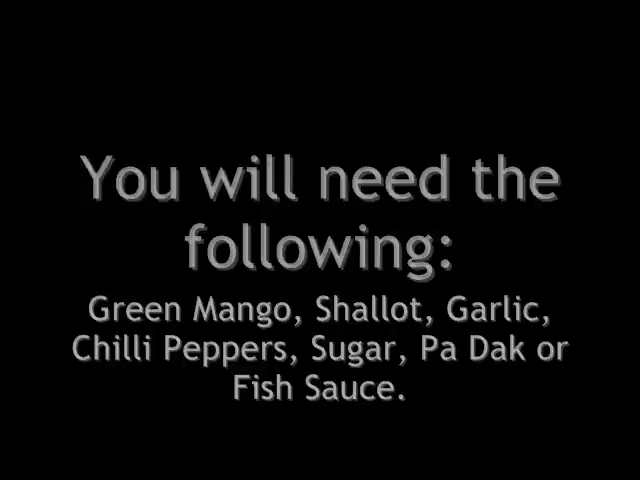 You will need the
following:
Green Mango, Shallot, Garlic,
Chilli Peppers, Sugar, Pa Dak or
Fish Sauce.